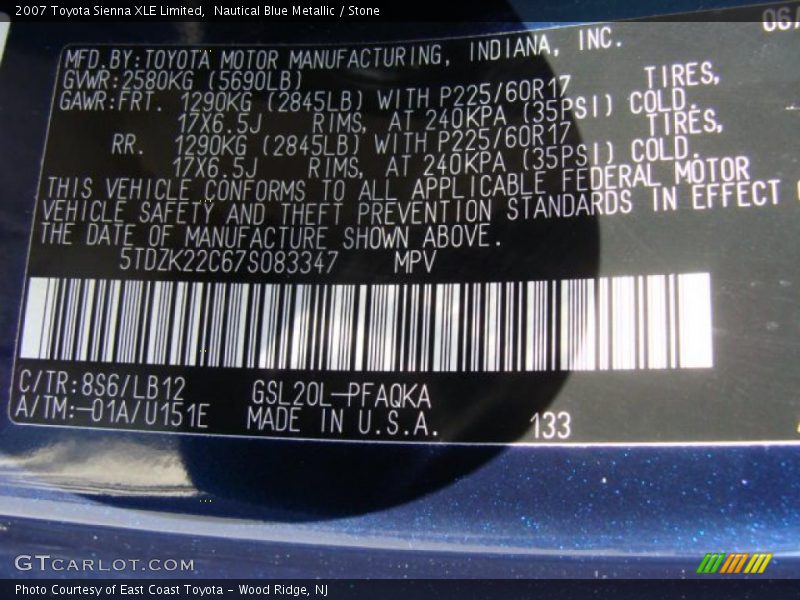 2007 Toyota Sienna XLE Limited,  Nautical Blue Metallic / Stone
06/
MFD.BY:TOYOTA MOTOR MANUFACTURING, INDIANA, INC.
GVWR:2580KG (5690LB)
GAWR:FRT. 1290KG (2845LB) WITH P225/60R17 TIRES,
17X6.5J RIMS, AT 240KPA (35PSI) COLD.
RR. 1290KG (2845LB) WITH P225/60R17 TIRES,
17X6.5J RIMS, AT 240KPA (35PSI) COLD.
THIS VEHICLE CONFORMS TO ALL APPLICABLE FEDERAL MOTOR
VEHICLE SAFETY AND THEFT PREVENTION STANDARDS IN EFFECT
THE DATE OF MANUFACTURE SHOWN ABOVE.
5TDZK22C67S083347 MPV
C/TR:8S6/LB12 GSL20L-PFAQKA
A/TM:-01A/U151E MADE IN U.S.A. 133
GTCARLOT.COM
Photo Courtesy of East Coast Toyota - Wood Ridge, NJ